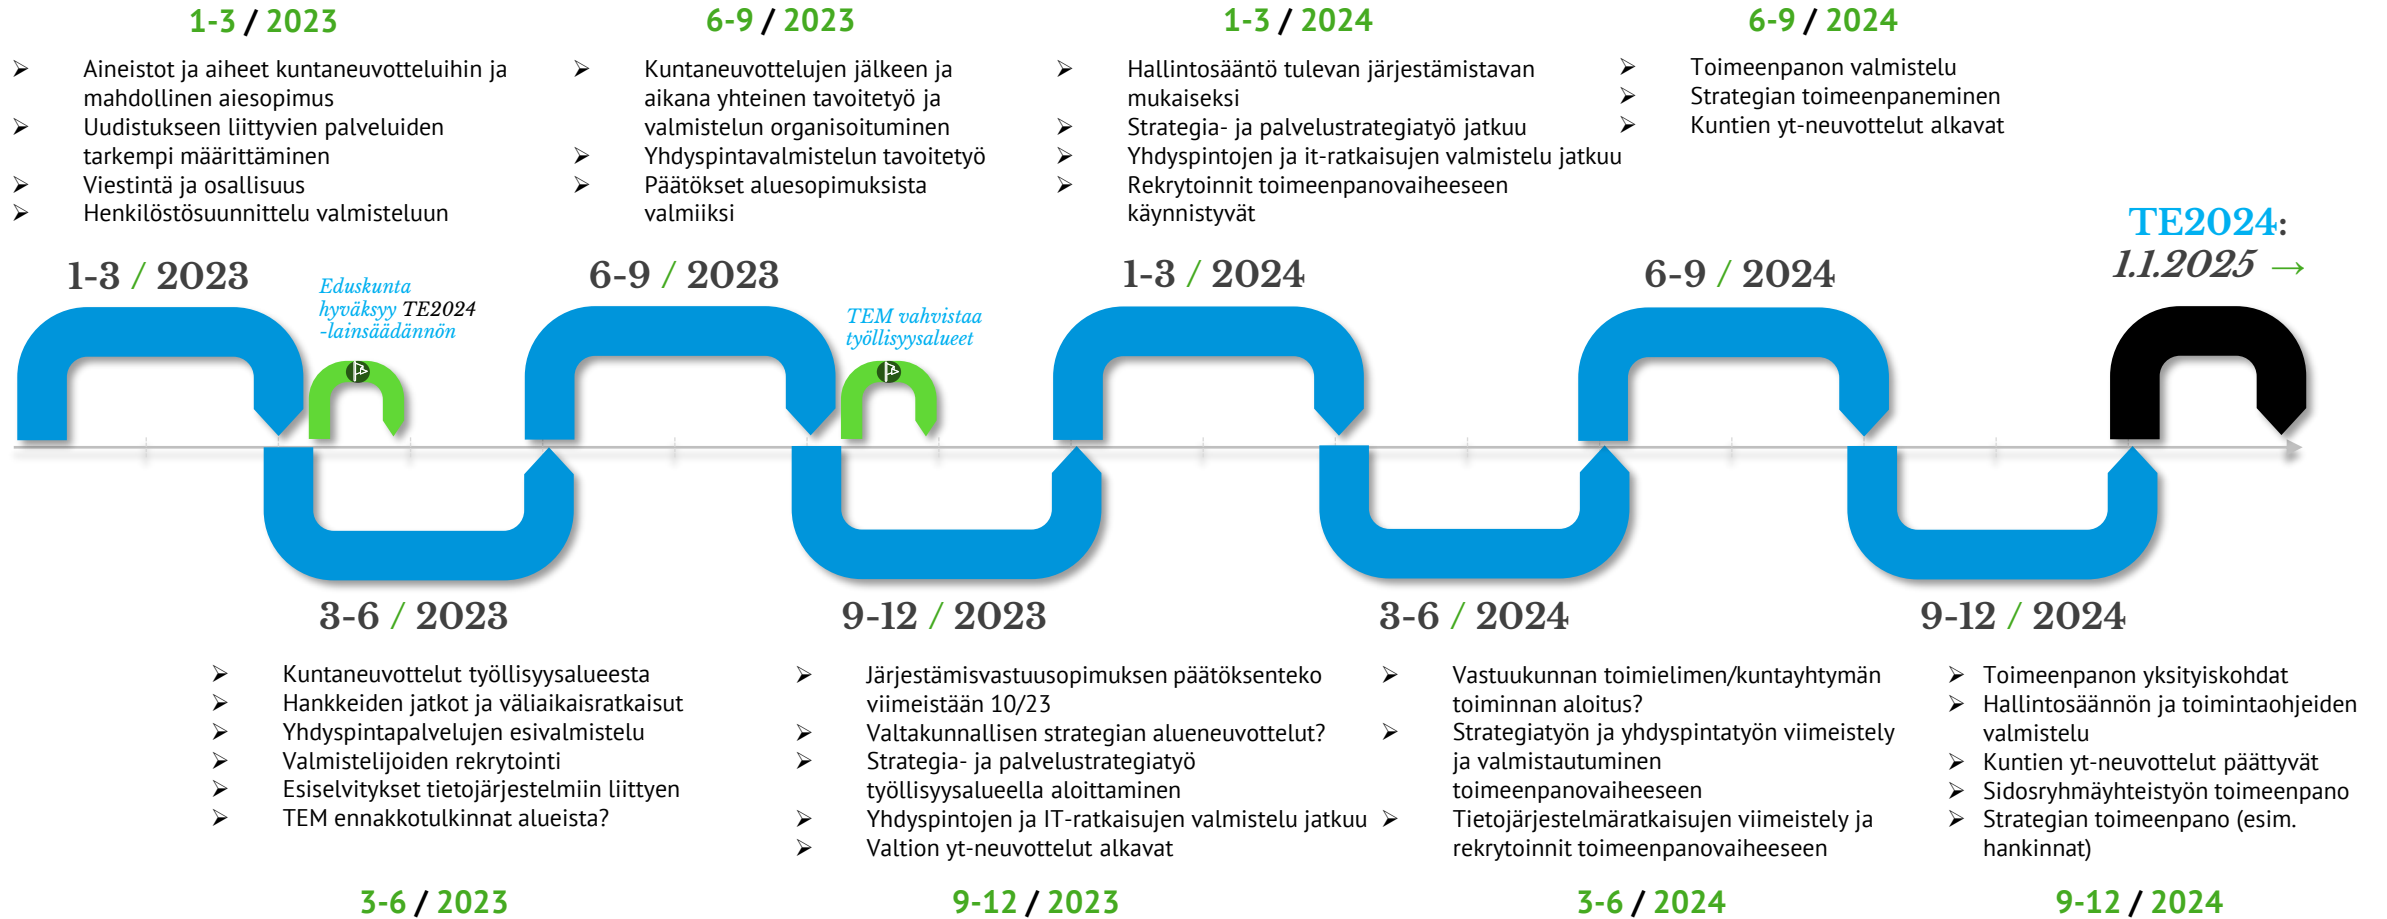 1-3 / 2023
➢ Aineistot ja aiheet kuntaneuvotteluihin ja
mahdollinen aiesopimus
➢ Uudistukseen liittyvien palveluiden
tarkempi määrittäminen
➢ Viestintä ja osallisuus
➢ Henkilöstösuunnittelu valmisteluun
6-9 / 2023
➢ Kuntaneuvottelujen jälkeen ja
aikana yhteinen tavoitetyö ja
valmistelun organisoituminen
➢ Yhdyspintavalmistelun tavoitetyö
➢ Päätökset aluesopimuksista
valmiiksi
1-3 / 2024
➢ Hallintosääntö tulevan järjestämistavan
mukaiseksi
➢ Strategia- ja palvelustrategiatyö jatkuu
➢ Yhdyspintojen ja it-ratkaisujen valmistelu jatkuu
➢ Rekrytoinnit toimeenpanovaiheeseen
käynnistyvät
6-9 / 2024
➢ Toimeenpanon valmistelu
➢ Strategian toimeenpaneminen
➢ Kuntien yt-neuvottelut alkavat
1-3 / 2023
Eduskunta
hyväksyy TE2024
-lainsäädännön
6-9 / 2023
TEM vahvistaa
työllisyysalueet
1-3 / 2024
6-9 / 2024
TE2024:
1.1.2025 →
3-6 / 2023
9-12 / 2023
3-6 / 2024
9-12 / 2024
➢ Kuntaneuvottelut työllisyysalueesta
➢ Hankkeiden jatkot ja väliaikaisratkaisut
➢ Yhdyspintapalvelujen esivalmistelu
➢ Valmistelijoiden rekrytointi
➢ Esiselvitykset tietojärjestelmiin liittyen
➢ TEM ennakkotulkinnat alueista?
3-6 / 2023
➢ Järjestämisvastuusopimuksen päätöksenteko
viimeistään 10/23
➢ Valtakunnallisen strategian alueneuvottelut?
➢ Strategia- ja palvelustrategiatyö
työllisyysalueella aloittaminen
➢ Yhdyspintojen ja IT-ratkaisujen valmistelu jatkuu
➢ Valtion yt-neuvottelut alkavat
9-12 / 2023
➢ Vastuukunnan toimielimen/kuntayhtymän
toiminnan aloitus?
➢ Strategiatyön ja yhdyspintatyön viimeistely
ja valmistautuminen
toimeenpanovaiheeseen
➢ Tietojärjestelmäratkaisujen viimeistely ja
rekrytoinnit toimeenpanovaiheeseen
3-6 / 2024
➢ Toimeenpanon yksityiskohdat
➢ Hallintosäännön ja toimintaohjeiden
valmistelu
➢ Kuntien yt-neuvottelut päättyvät
➢ Sidosryhmäyhteistyön toimeenpano
➢ Strategian toimeenpano (esim.
hankinnat)
9-12 / 2024